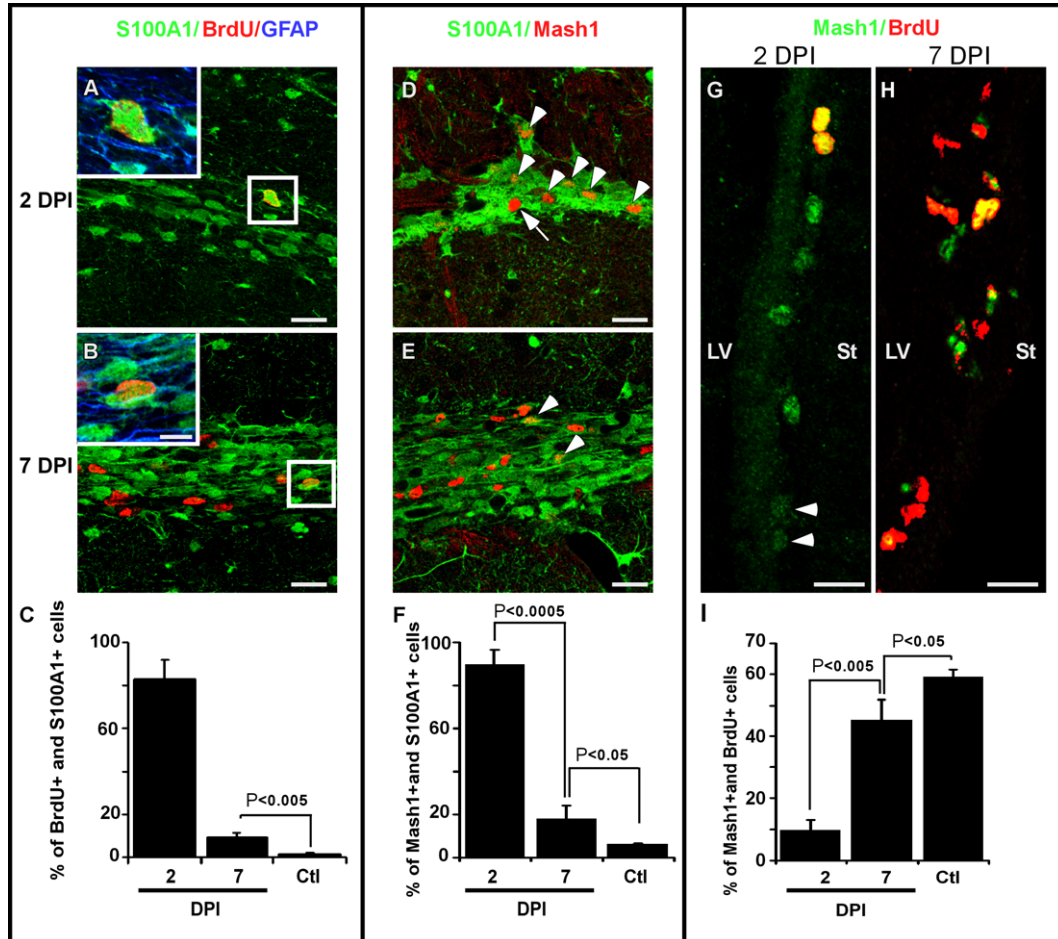 S100A1/BrdU/GFAP
A
2 DPI
B
7 DPI
C
% of BrdU+ and S100A1+ cells
100
60
20
0
2
7
Ctl
DPI
P<0.005
S100A1/Mash1
D
E
F
% of Mash1+and S100A1+ cells
100
60
20
0
2
7
Ctl
DPI
P<0.0005
P<0.05
Mash1/BrdU
2 DPI
7 DPI
G
H
LV
St
LV
St
I
% of Mash1+and BrdU+ cells
70
60
40
20
10
0
2
7
Ctl
DPI
P<0.005
P<0.05